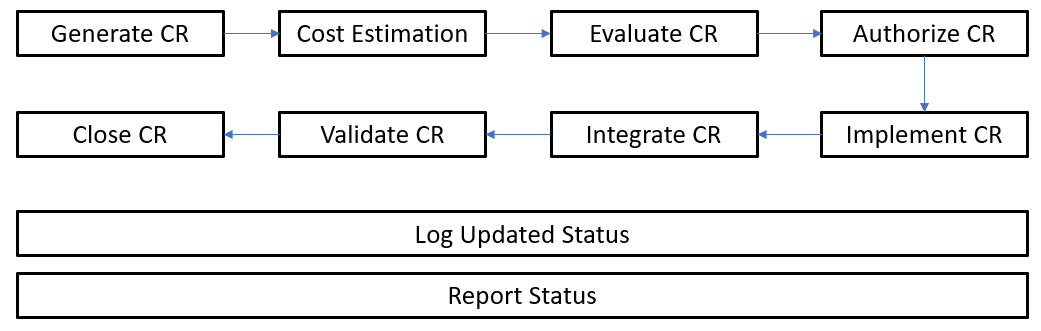 Generate CR
Cost Estimation
Evaluate CR
Authorize CR
Close CR
Validate CR
Integrate CR
Implement CR
Log Updated Status
Report Status